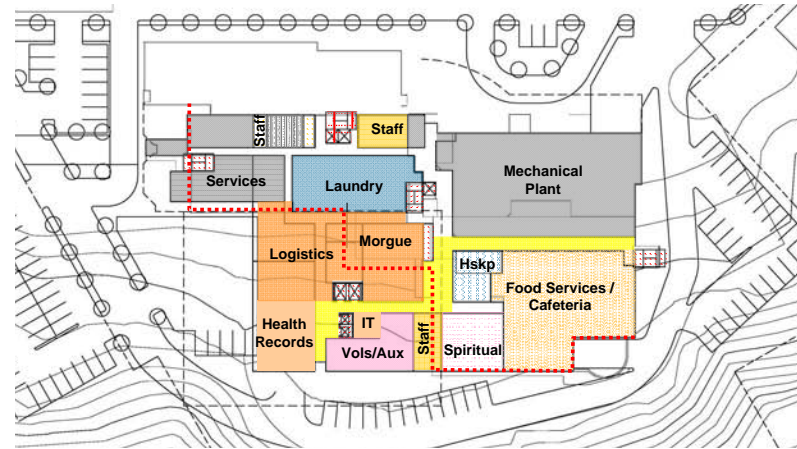 Staff
Staff
Services
Laundry
Mechanical
Plant
Logistics
Morgue
Hskp
Food Services /
Cafeteria
Health
Records
IT
Vols/Aux
Staff
Spiritual